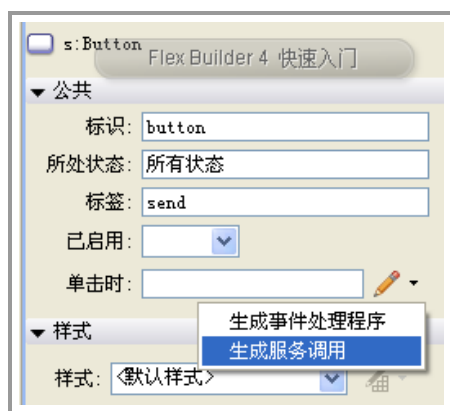 s:Button
Flex Builder 4 快速入门
公共
标识: button
所处状态: 所有状态
标签: send
已启用:
单击时:
生成事件处理程序
样式
生成服务调用
样式: <默认样式>